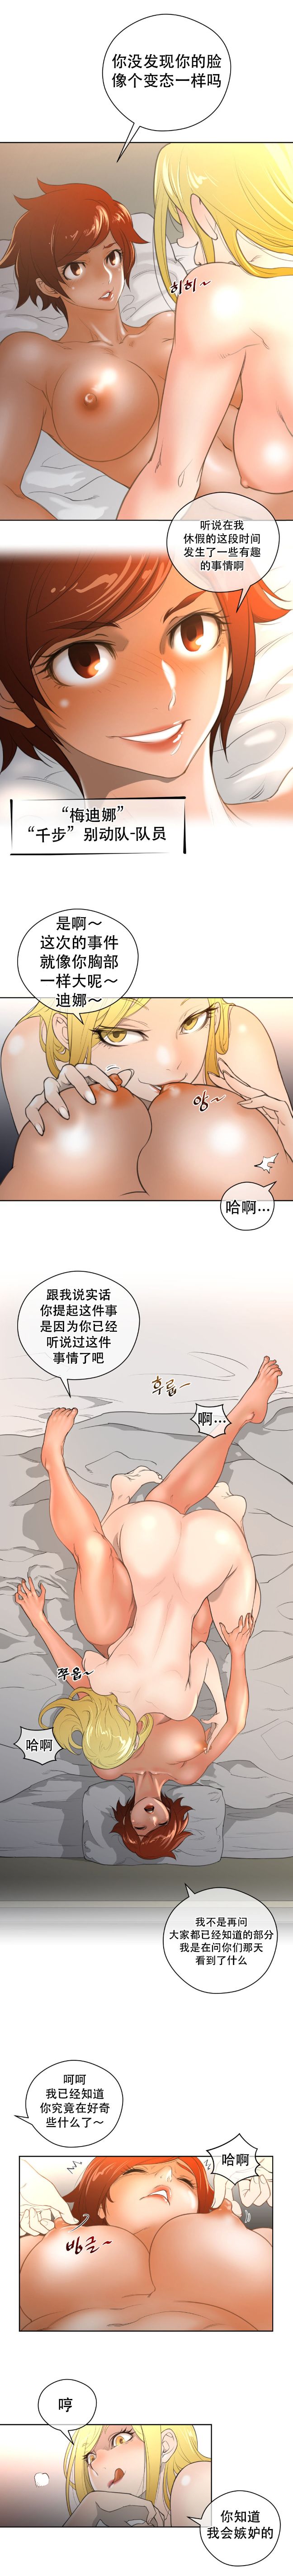 你没发现你的脸
像个变态一样吗
히히~
听说在我
休假的这段时间
发生了一些有趣
的事情啊
“梅迪娜”
“千步”别动队-队员
是啊～
这次的事件
就像你胸部
一样大呢～
迪娜～
앙~
哈啊...
跟我说实话
你提起这件事
是因为你已经
听说过这件
事情了吧
후릅~
啊...
쭈웁~
哈啊
我不是再问
大家都已经知道的部分
我是在问你们那天
看到了什么
呵呵
我已经知道
你究竟在好奇
些什么了～
哈啊
빙글~
哼
你知道
我会嫉妒的